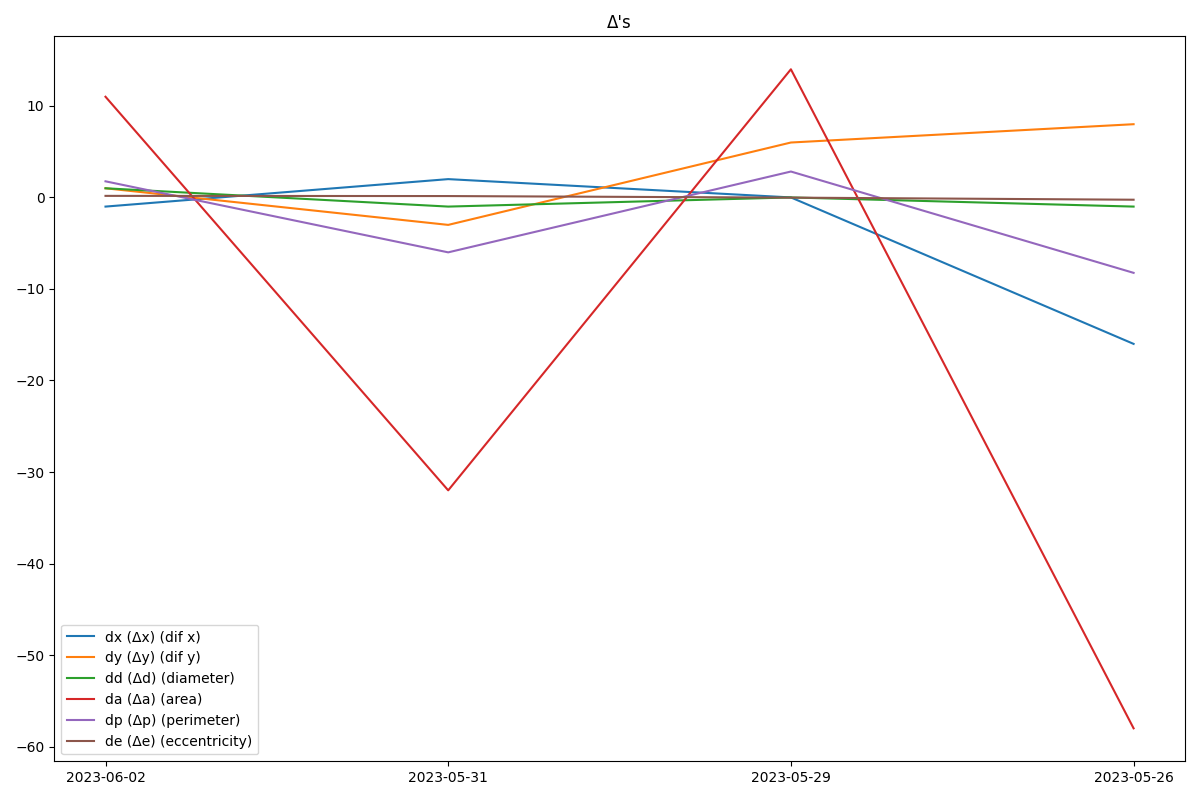 Δ's
10
0
−10
−20
−30
−40
−50
−60
dx (Δx) (dif x)
dy (Δy) (dif y)
dd (Δd) (diameter)
da (Δa) (area)
dp (Δp) (perimeter)
de (Δe) (eccentricity)
2023-06-02 2023-05-31 2023-05-29 2023-05-26